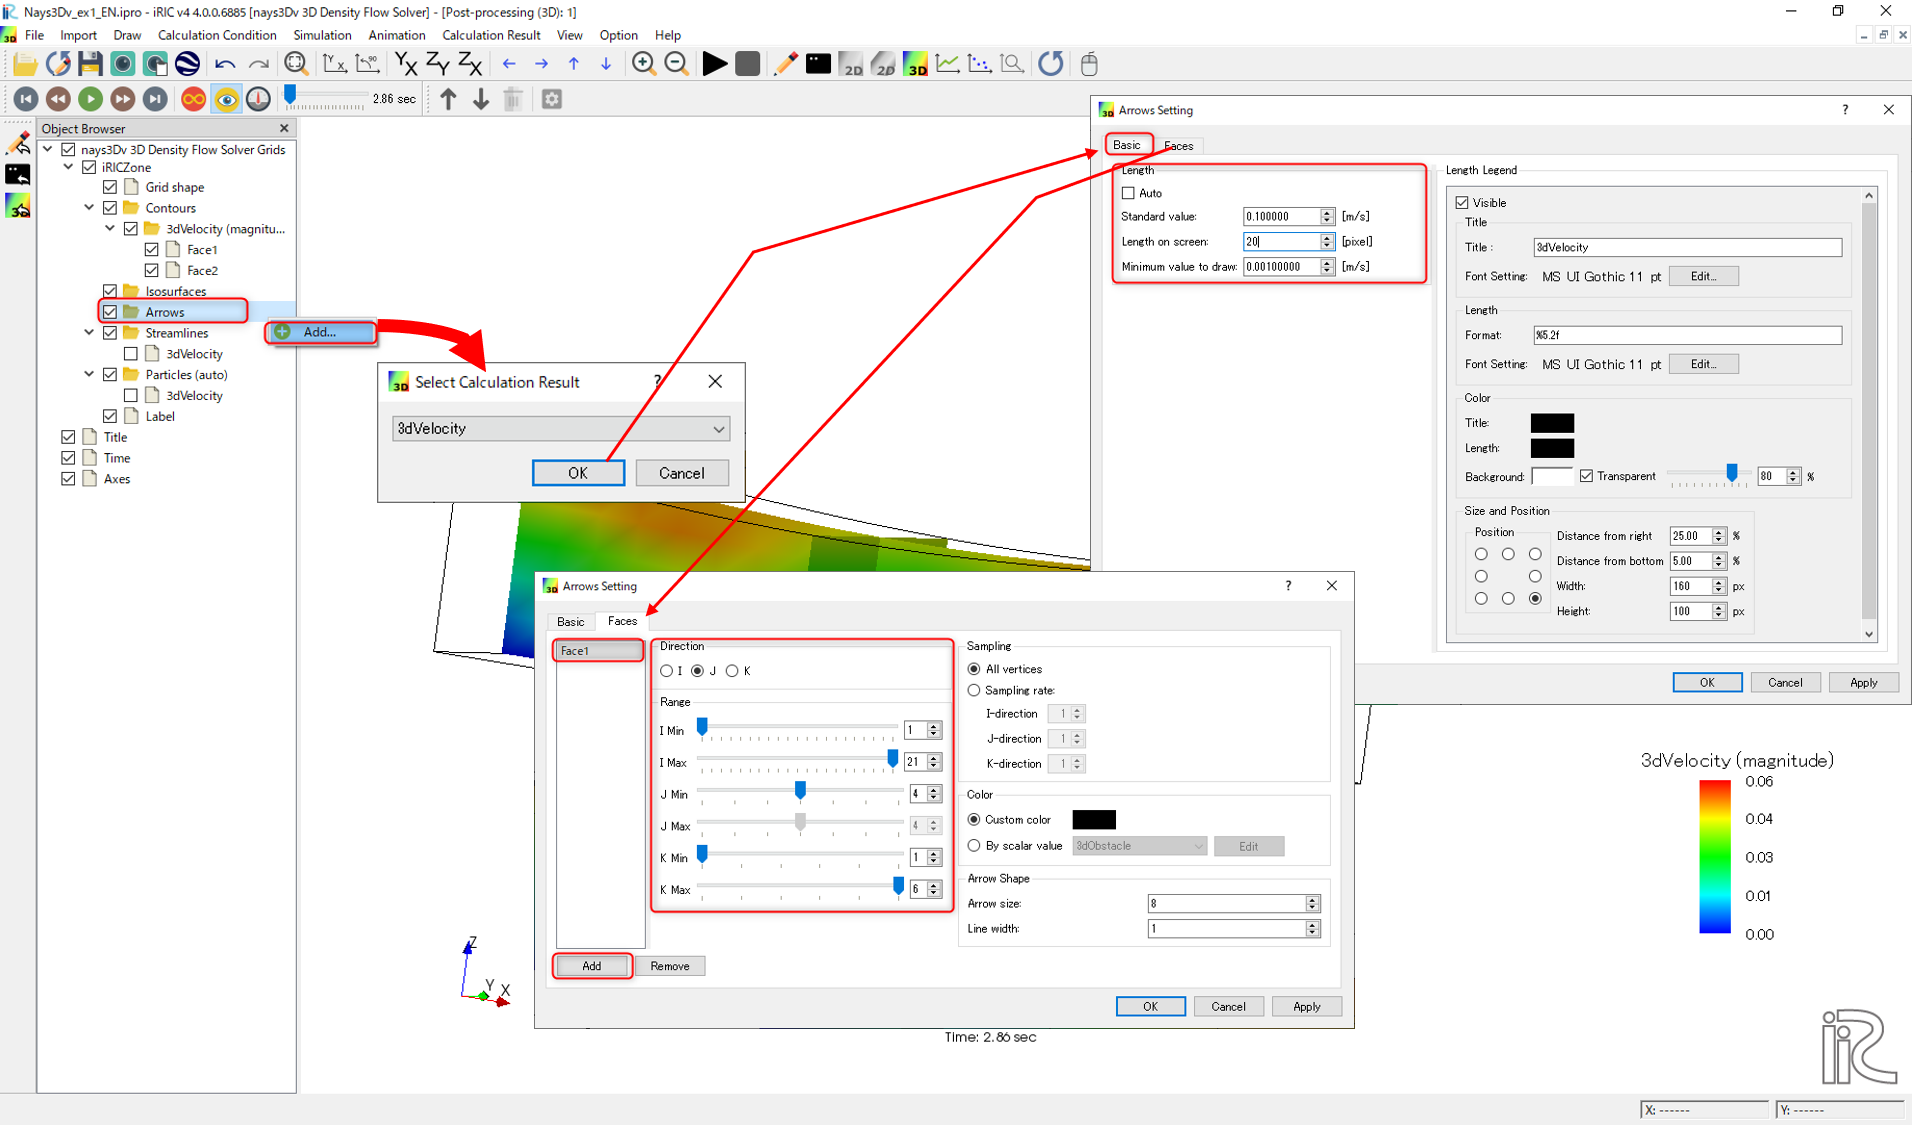 Nays3Dv_ex1_EN.ipro - iRIC v4 4.0.0.6885 [nays3Dv 3D Density Flow Solver] - [Post-processing (3D): 1]
File Import Draw Calculation Condition Simulation Animation Calculation Result View Option Help
2D 2D 3D
2.86 sec
Object Browser
nays3Dv 3D Density Flow Solver Grids
iRICZone
Grid shape
Contours
3dVelocity (magnitu...
Face1
Face2
Isosurfaces
Arrows
Add...
Streamlines
3dVelocity
Particles (auto)
3dVelocity
Label
Title
Time
Axes
Select Calculation Result ?
3dVelocity
OK Cancel
Arrows Setting ?
Basic Faces
Length
Auto
Standard value: 0.100000 [m/s]
Length on screen: 20 [pixel]
Minimum value to draw: 0.00100000 [m/s]
Length Legend
Visible
Title
Title : 3dVelocity
Font Setting: MS UI Gothic 11 pt Edit...
Length
Format: %5.2f
Font Setting: MS UI Gothic 11 pt Edit...
Color
Title:
Length:
Background: Transparent 80 %
Size and Position
Position
Distance from right 25.00 %
Distance from bottom 5.00 %
Width: 160 px
Height: 100 px
OK Cancel Apply
Arrows Setting ?
Basic Faces
Face1
Direction
I J K
Range
I Min 1
I Max 21
J Min 4
J Max 4
K Min 1
K Max 6
Sampling
All vertices
Sampling rate:
I-direction 1
J-direction 1
K-direction 1
Color
Custom color
By scalar value 3dObstacle Edit
Arrow Shape
Arrow size: 8
Line width: 1
Add Remove
OK Cancel Apply
3dVelocity (magnitude)
0.06
0.04
0.03
0.01
0.00
Z
Y X
Time: 2.86 sec
iRIC
X: ------ Y: ------